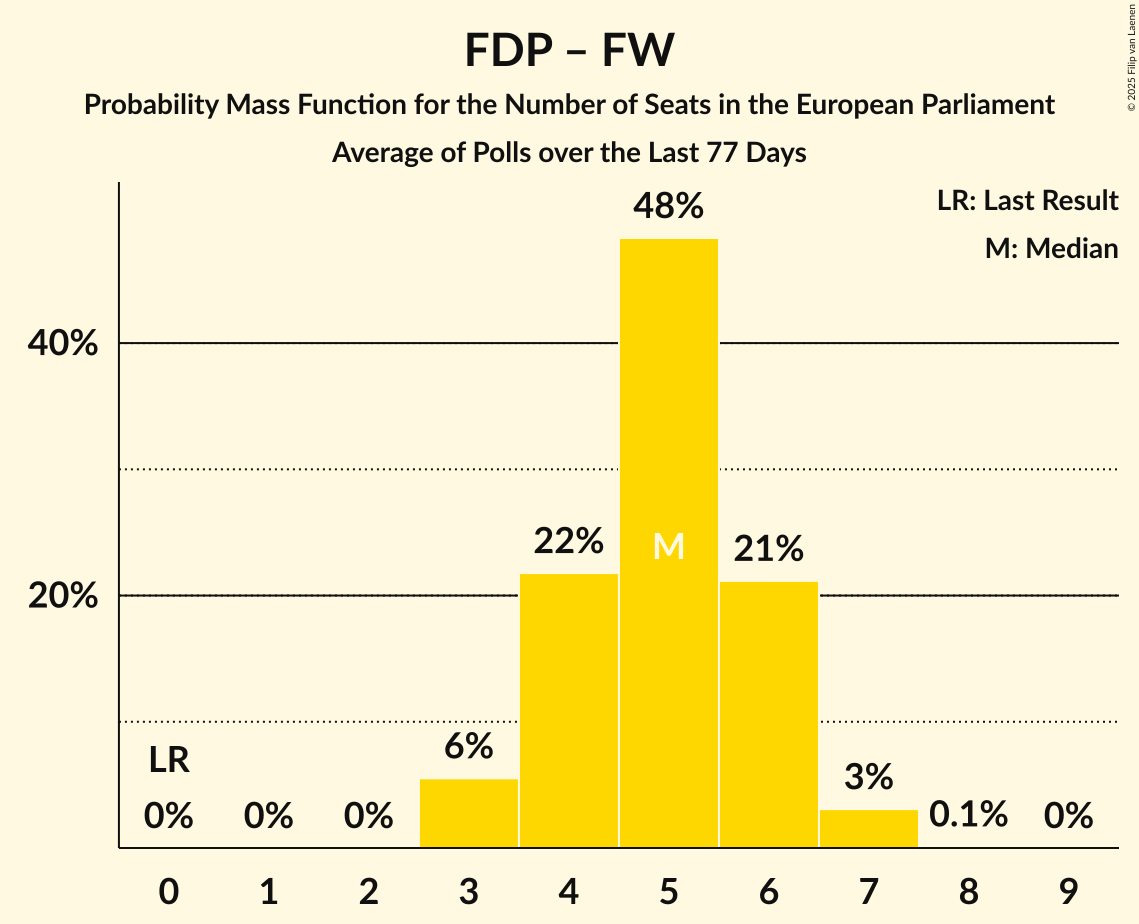 FDP – FW
Probability Mass Function for the Number of Seats in the European Parliament
Average of Polls over the Last 77 Days
© 2025 Filip van Laenen
LR: Last Result
M: Median
48%
40%
22%
M
21%
20%
6%
LR
3%
0%
0%
0%
0.1%
0%
0
1
2
3
4
5
6
7
8
9